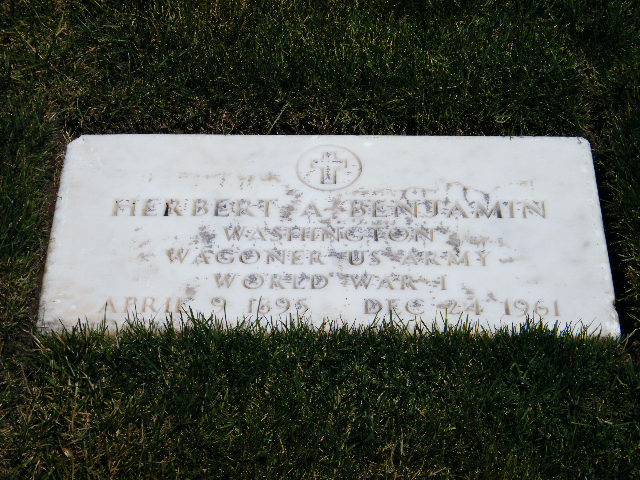 HERBERT A BENJAMIN
WASHINGTON
WAGONER US ARMY
WORLD WAR I
APRIL 9 1895 DEC 24 1961